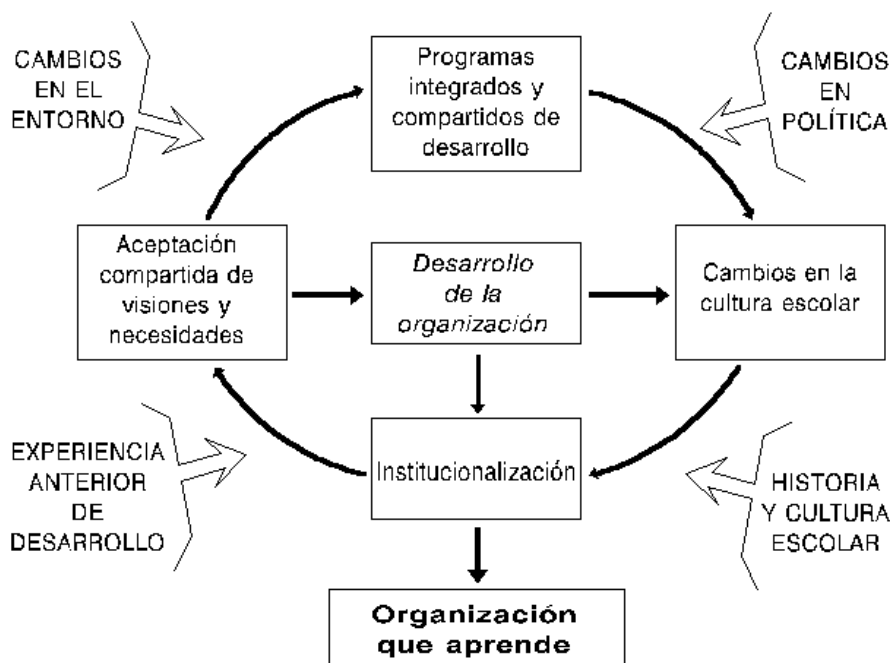 CAMBIOS
EN EL
ENTORNO
Programas
integrados y
compartidos de
desarrollo
CAMBIOS
EN
POLÍTICA
Aceptación
compartida de
visiones y
necesidades
Desarrollo
de la
organización
Cambios en la
cultura escolar
EXPERIENCIA
ANTERIOR
DE
DESARROLLO
Institucionalización
HISTORIA
Y CULTURA
ESCOLAR
Organización
que aprende